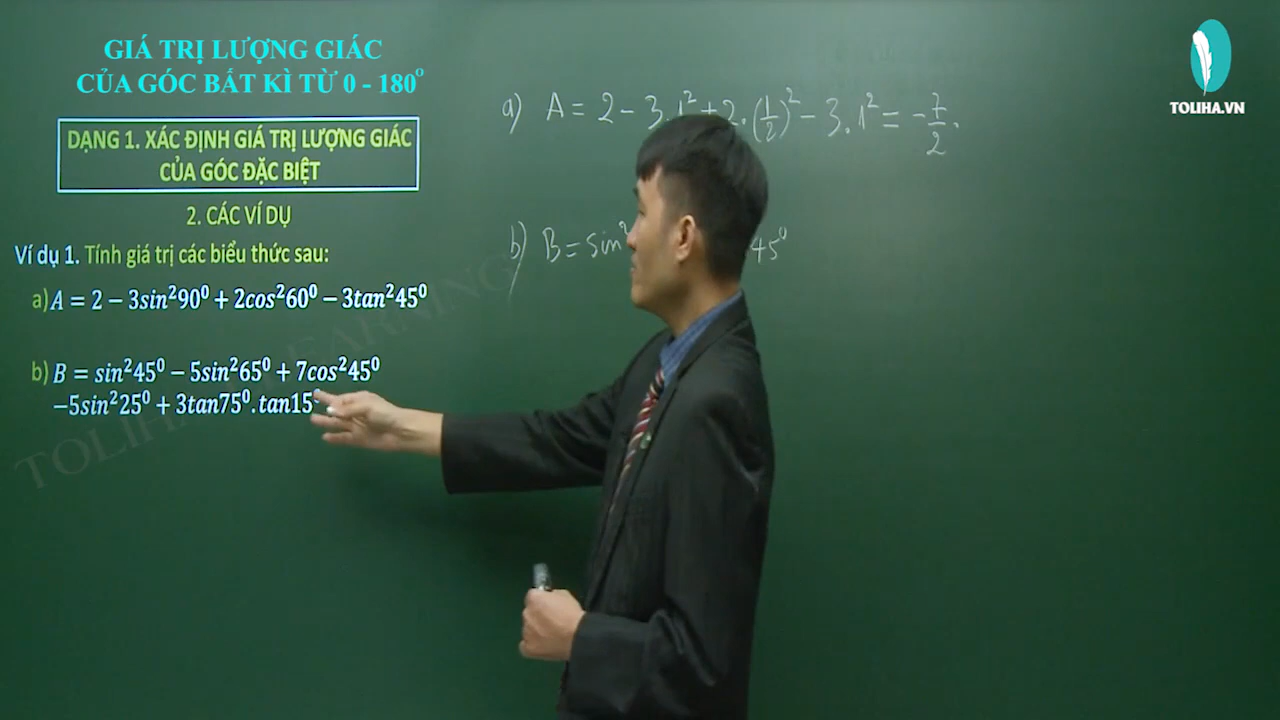 GIÁ TRỊ LƯỢNG GIÁC
CỦA GÓC BẤT KÌ TỪ 0 - 180⁰
TOLIHA.VN
DẠNG 1. XÁC ĐỊNH GIÁ TRỊ LƯỢNG GIÁC
CỦA GÓC ĐẶC BIỆT
2. CÁC VÍ DỤ
Ví dụ 1. Tính giá trị các biểu thức sau:
a) A = 2 − 3sin²90⁰ + 2cos²60⁰ − 3tan²45⁰
b) B = sin²45⁰ − 5sin²65⁰ + 7cos²45⁰
−5sin²25⁰ + 3tan75⁰.tan15⁰
a) A = 2 − 3.1² + 2.(1/2)² − 3.1² = −7/2.
b) B = sin² 45⁰
TOLIHA LEARNING